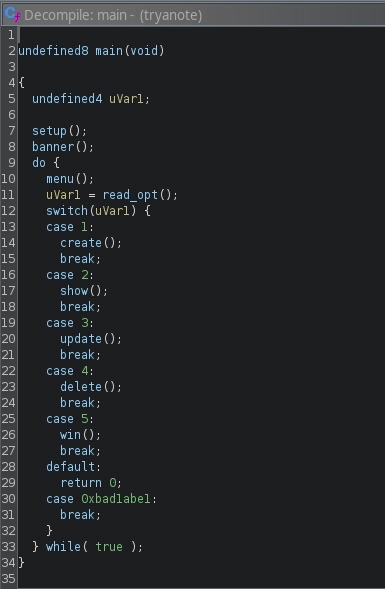 Decompile: main - (tryanote)
1
2 undefined8 main(void)
3
4 {
5 undefined4 uVar1;
6
7 setup();
8 banner();
9 do {
10 menu();
11 uVar1 = read_opt();
12 switch(uVar1) {
13 case 1:
14 create();
15 break;
16 case 2:
17 show();
18 break;
19 case 3:
20 update();
21 break;
22 case 4:
23 delete();
24 break;
25 case 5:
26 win();
27 break;
28 default:
29 return 0;
30 case 0xbadlabel:
31 break;
32 }
33 } while( true );
34 }
35